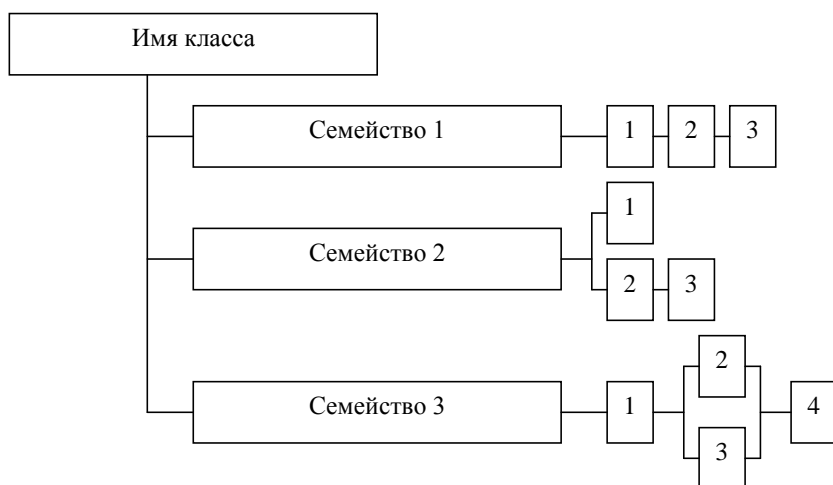 Имя класса
Семейство 1 1 2 3
1
Семейство 2
2 3
2
Семейство 3 1 4
3